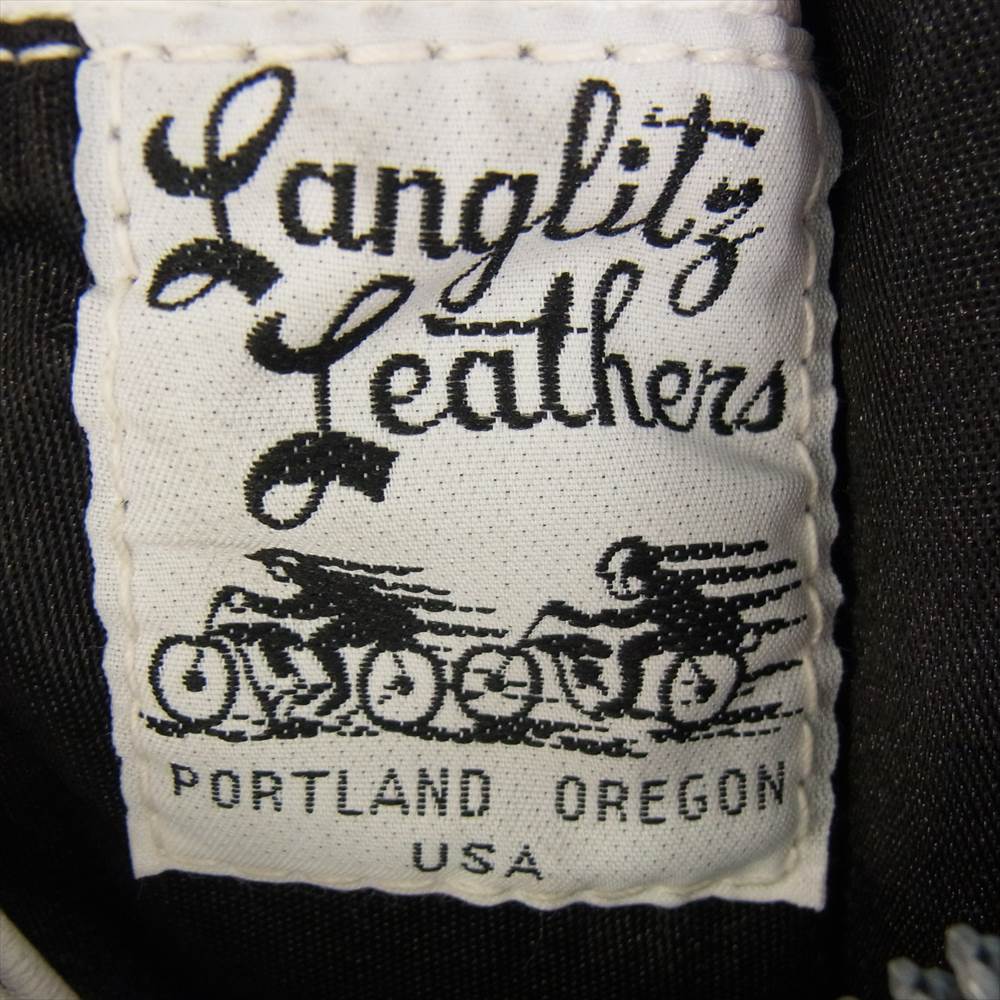 Langlitz
Leathers
PORTLAND OREGON
USA